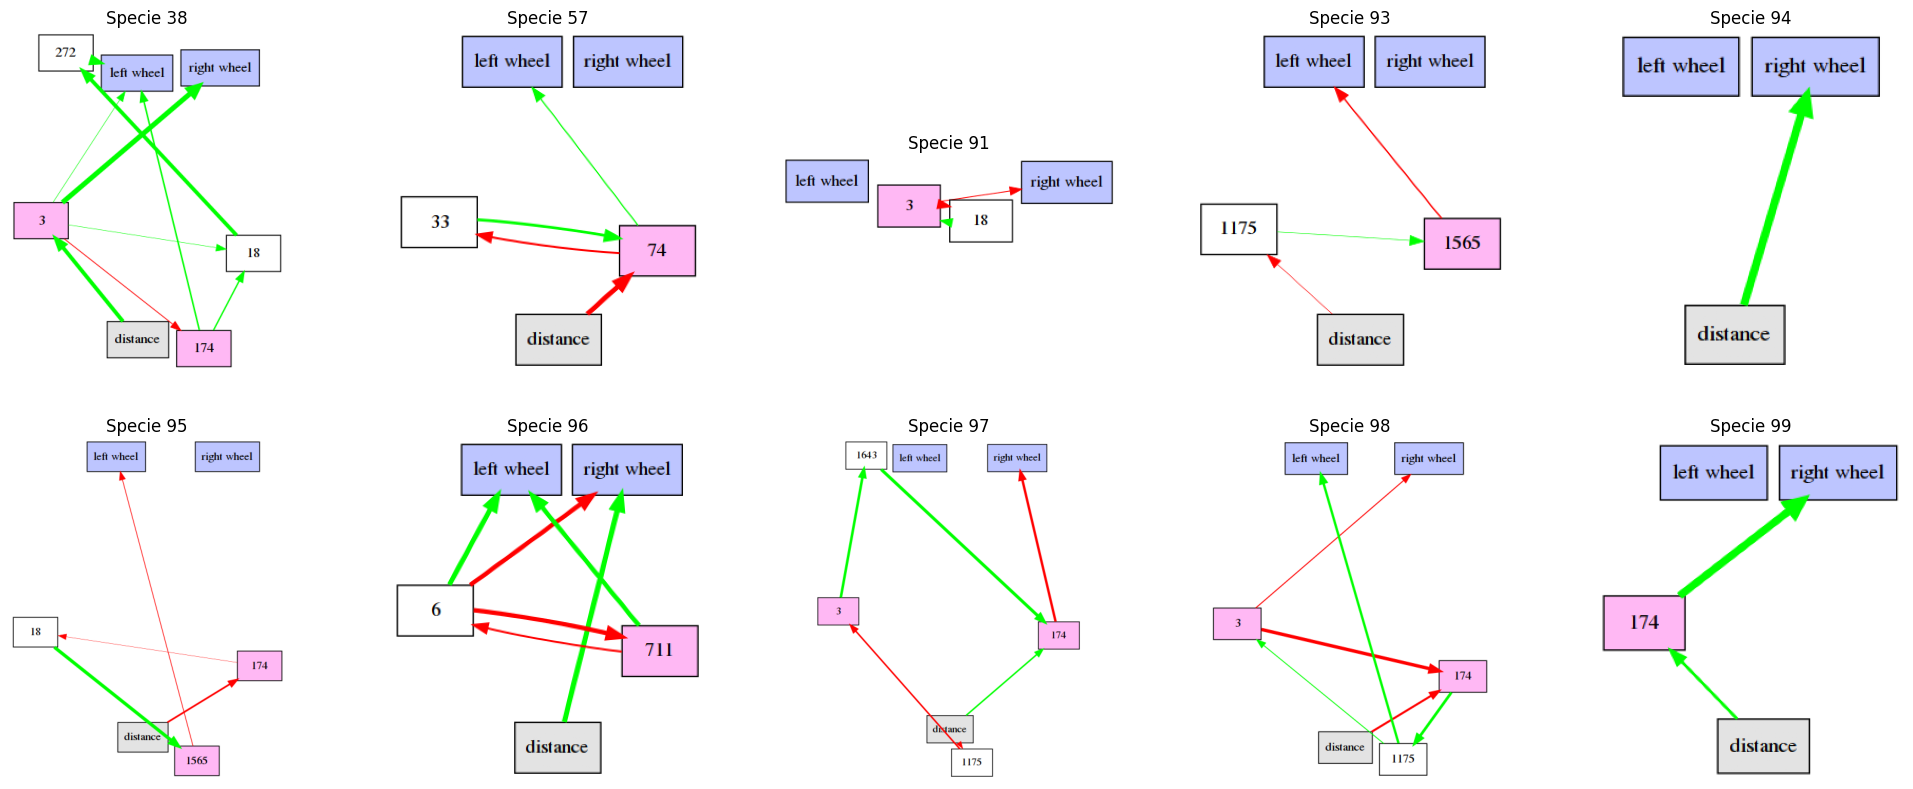 Specie 38
272
left wheel
right wheel
3
18
distance
174
Specie 57
left wheel
right wheel
33
74
distance
Specie 91
left wheel
3
18
right wheel
Specie 93
left wheel
right wheel
1175
1565
distance
Specie 94
left wheel
right wheel
distance
Specie 95
left wheel
right wheel
18
174
distance
1565
Specie 96
left wheel
right wheel
6
711
distance
Specie 97
1643
left wheel
right wheel
3
174
distance
1175
Specie 98
left wheel
right wheel
3
174
distance
1175
Specie 99
left wheel
right wheel
174
distance